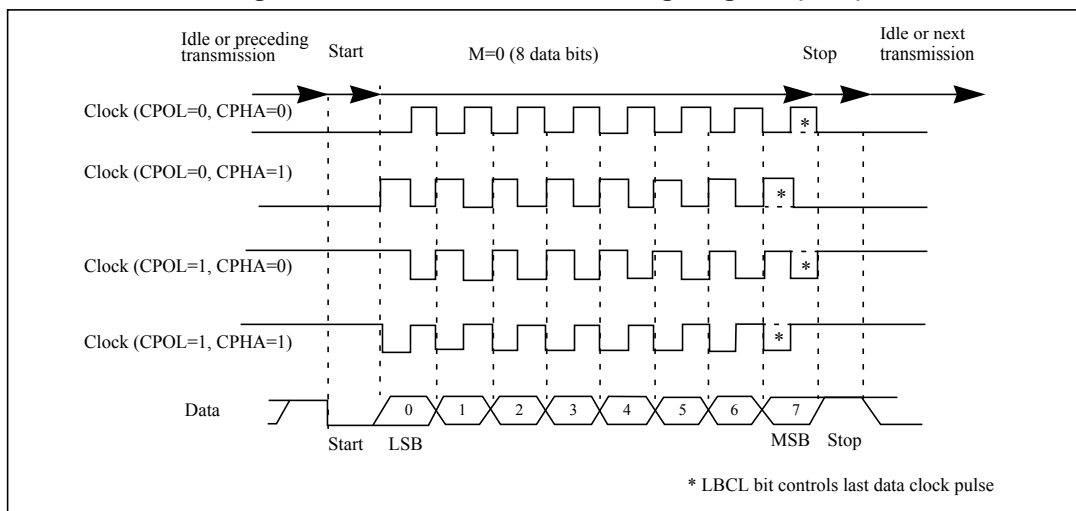 Idle or preceding
transmission
Start
M=0 (8 data bits)
Stop
Idle or next
transmission
Clock (CPOL=0, CPHA=0)
*
Clock (CPOL=0, CPHA=1)
*
Clock (CPOL=1, CPHA=0)
*
Clock (CPOL=1, CPHA=1)
*
Data
0 1 2 3 4 5 6 7
Start LSB MSB Stop
* LBCL bit controls last data clock pulse